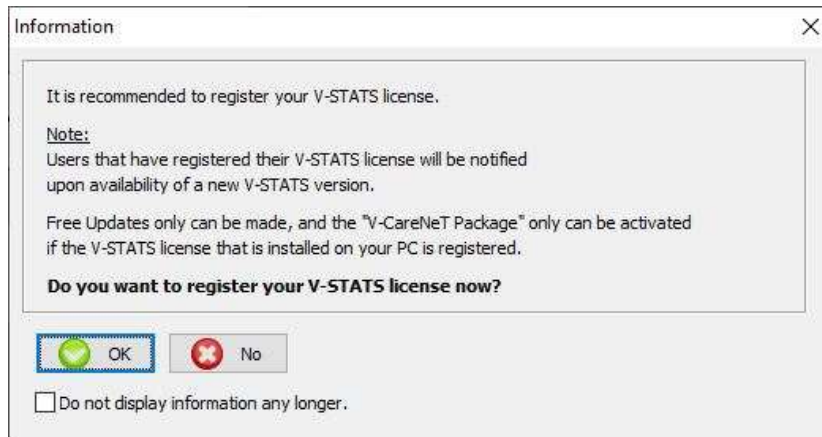 Information
It is recommended to register your V-STATS license.
Note:
Users that have registered their V-STATS license will be notified
upon availability of a new V-STATS version.
Free Updates only can be made, and the "V-CareNeT Package" only can be activated
if the V-STATS license that is installed on your PC is registered.
Do you want to register your V-STATS license now?
OK No
Do not display information any longer.